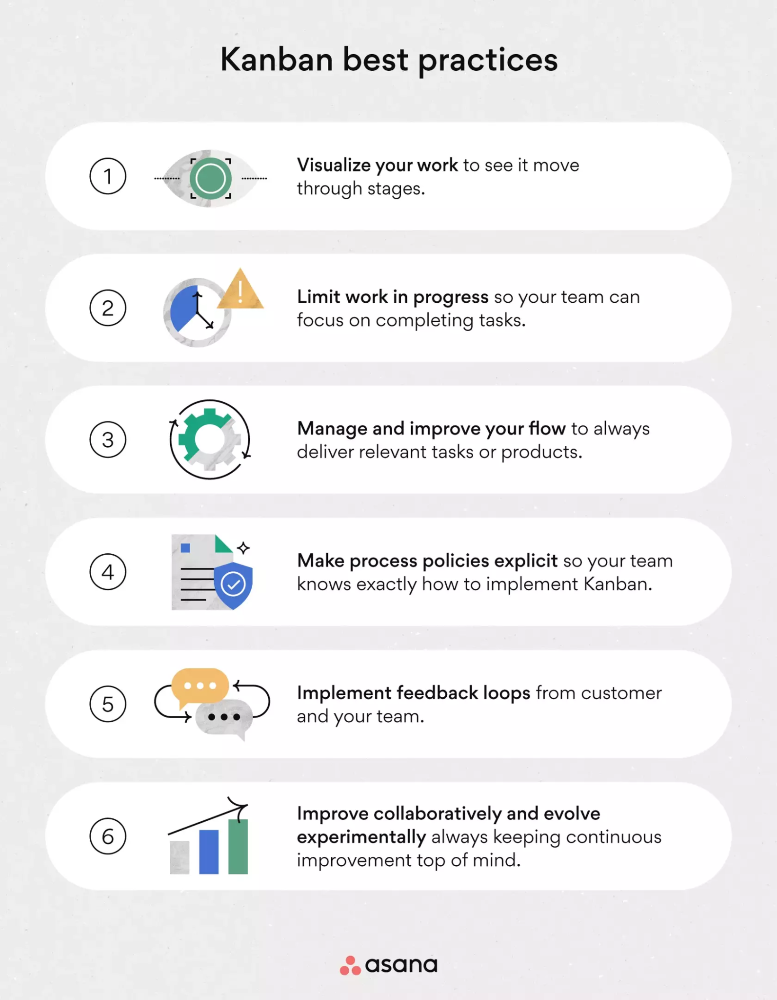 Kanban best practices
1
Visualize your work to see it move
through stages.
2
Limit work in progress so your team can
focus on completing tasks.
3
Manage and improve your flow to always
deliver relevant tasks or products.
4
Make process policies explicit so your team
knows exactly how to implement Kanban.
5
Implement feedback loops from customer
and your team.
6
Improve collaboratively and evolve
experimentally always keeping continuous
improvement top of mind.
asana